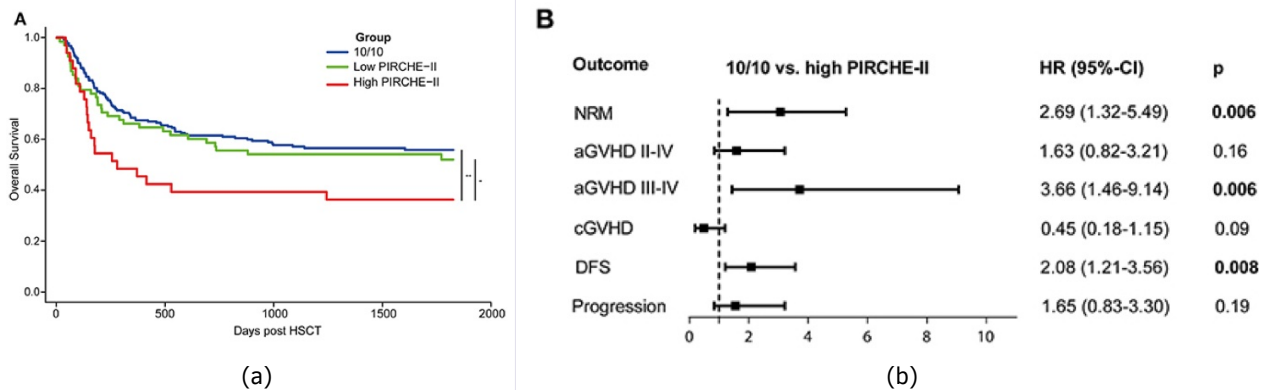 A
Group
10/10
Low PIRCHE-II
High PIRCHE-II
Overall Survival
1.0
0.8
0.6
0.4
0.2
0.0
0 500 1000 1500 2000
Days post HSCT
(a)
B
Outcome 10/10 vs. high PIRCHE-II HR (95%-CI) p
NRM 2.69 (1.32-5.49) 0.006
aGVHD II-IV 1.63 (0.82-3.21) 0.16
aGVHD III-IV 3.66 (1.46-9.14) 0.006
cGVHD 0.45 (0.18-1.15) 0.09
DFS 2.08 (1.21-3.56) 0.008
Progression 1.65 (0.83-3.30) 0.19
0 2 4 6 8 10
(b)